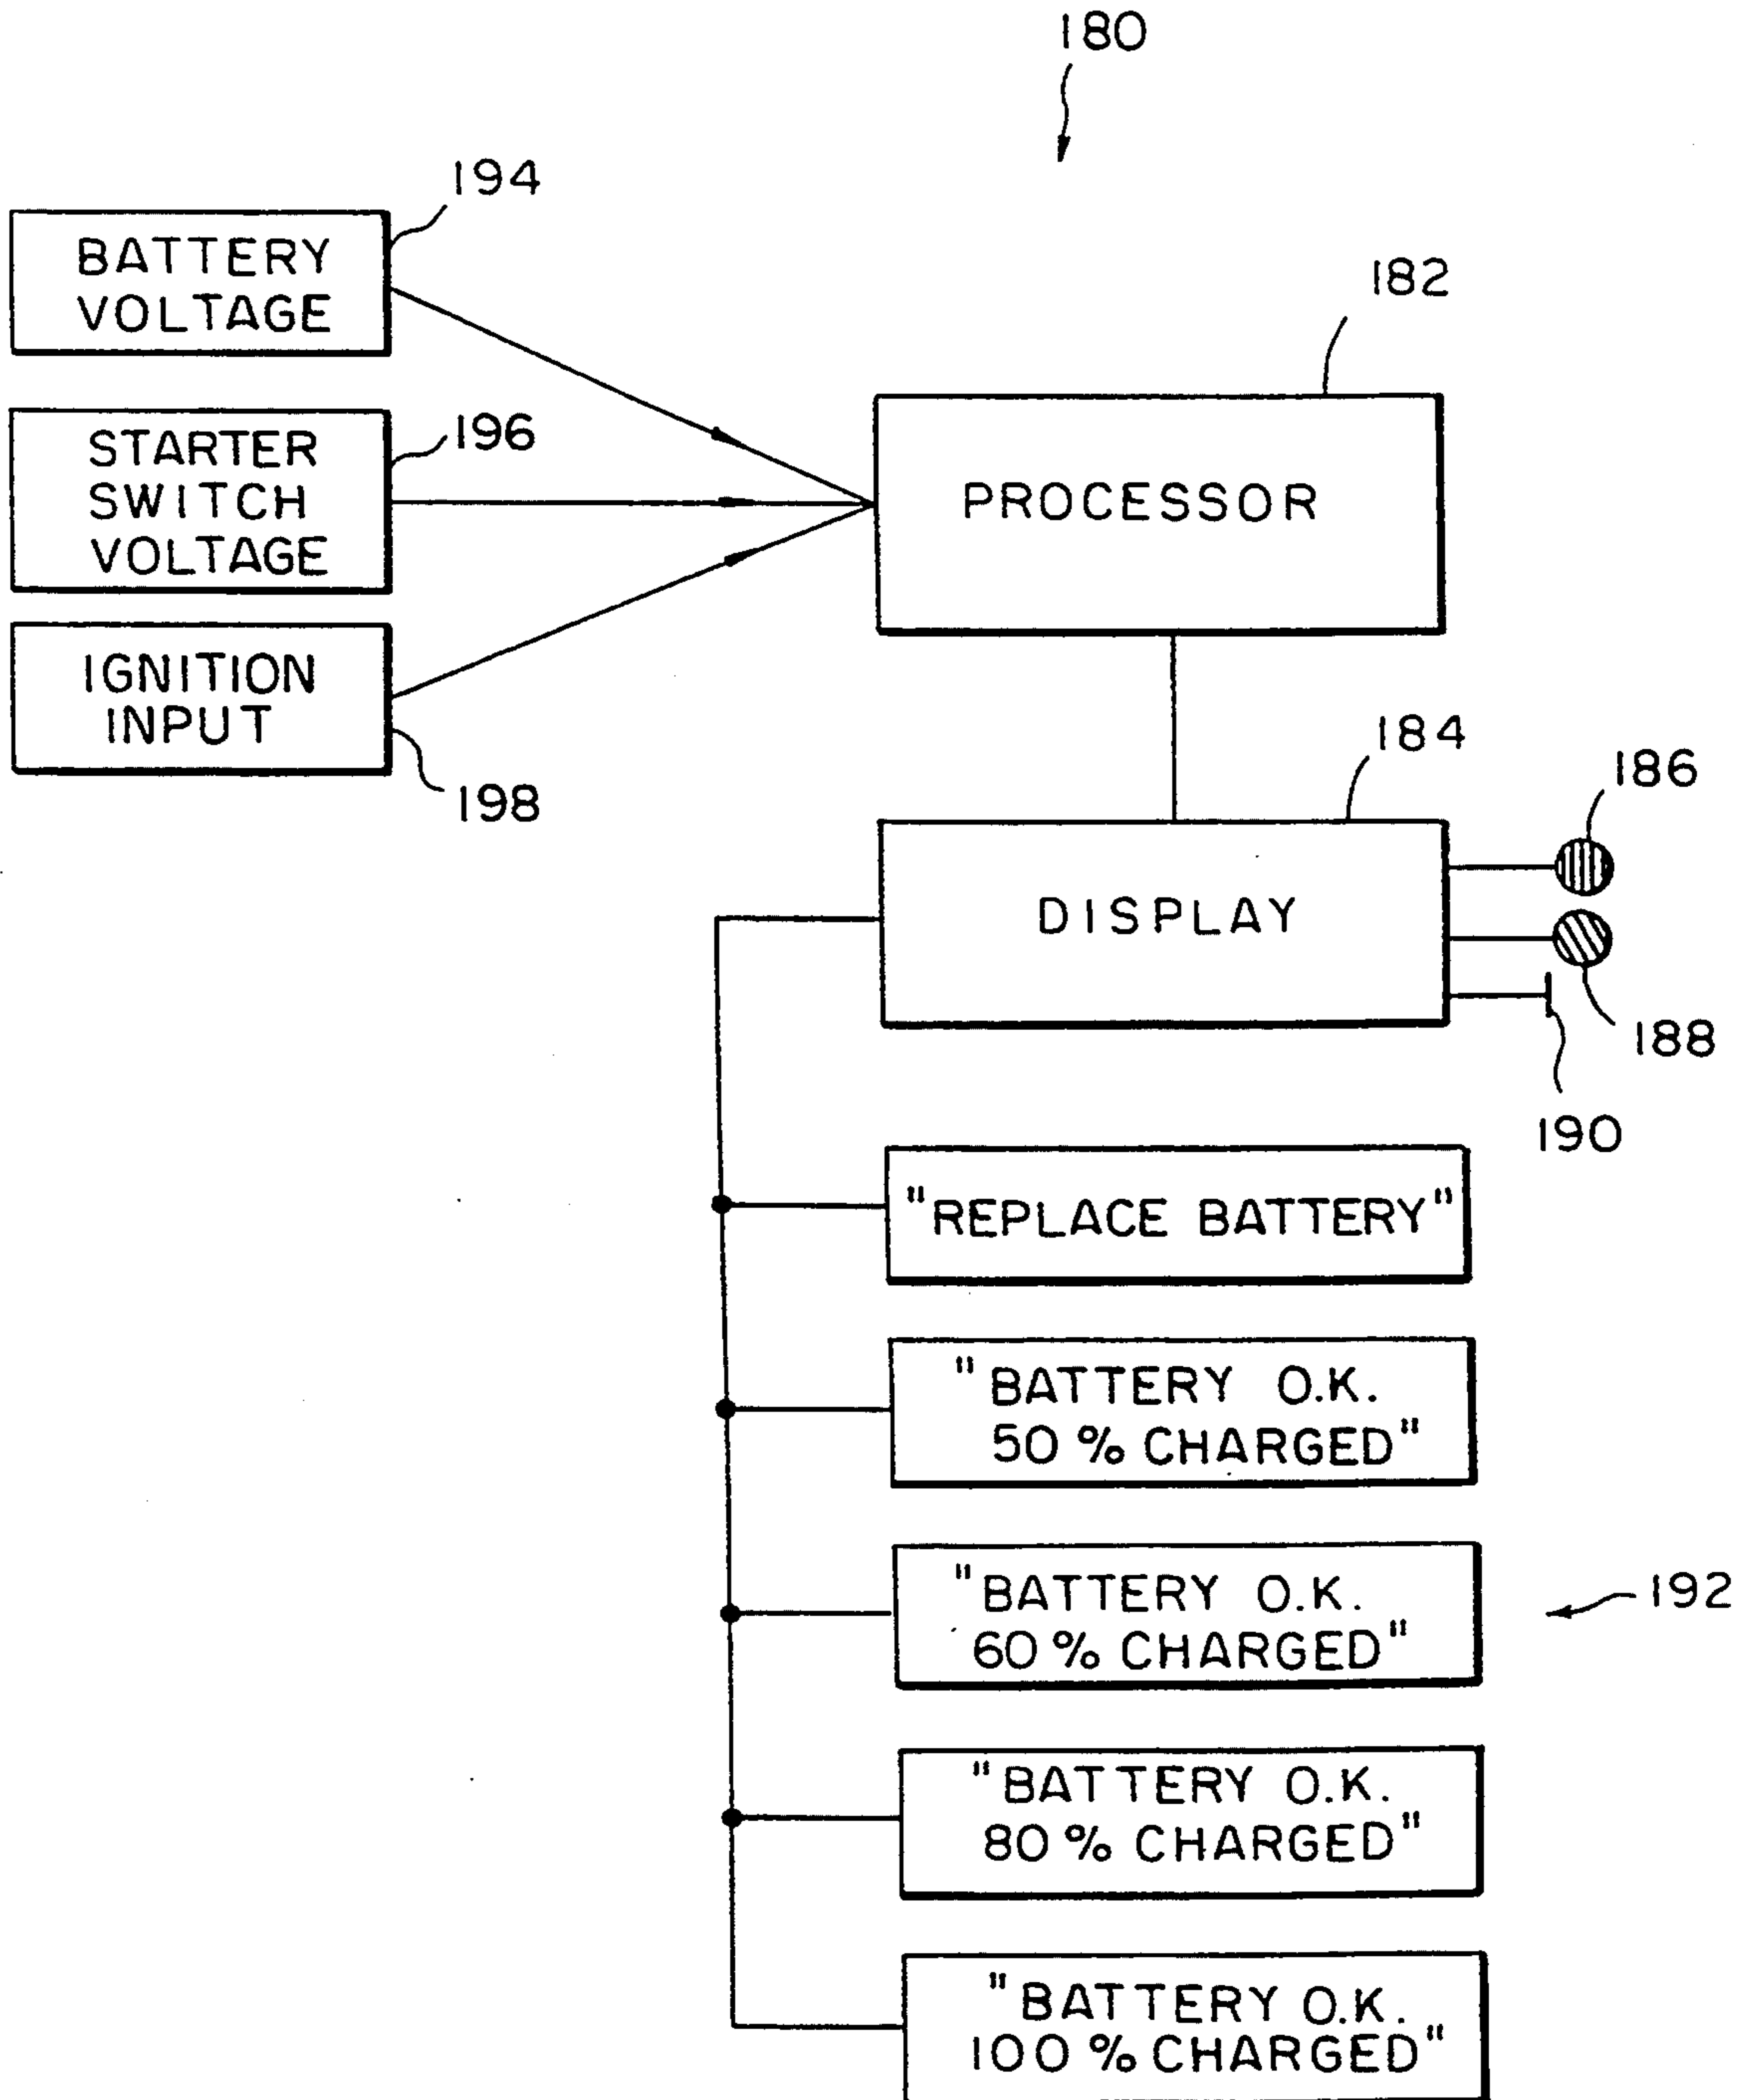 180
194
BATTERY
VOLTAGE
182
STARTER
SWITCH
VOLTAGE
196
PROCESSOR
IGNITION
INPUT
198
184
186
DISPLAY
188
190
"REPLACE BATTERY"
"BATTERY O.K.
50 % CHARGED"
"BATTERY O.K.
60 % CHARGED"
192
"BATTERY O.K.
80 % CHARGED"
"BATTERY O.K.
100 % CHARGED"